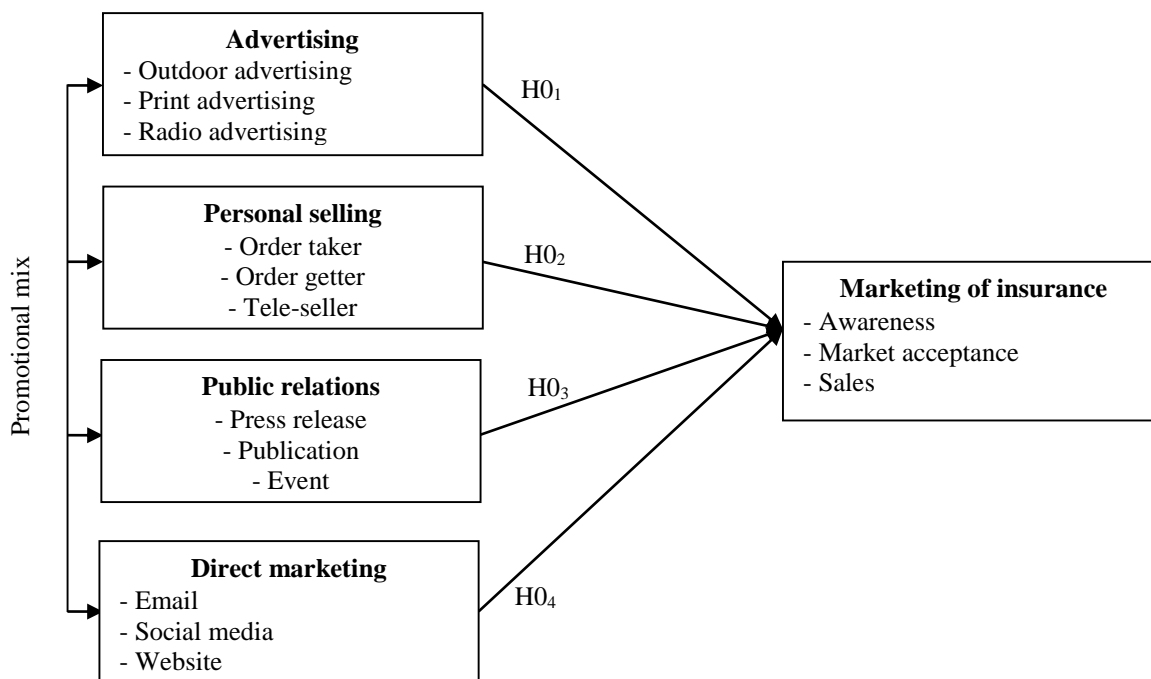 Promotional mix
Advertising
- Outdoor advertising
- Print advertising
- Radio advertising
H0₁
Personal selling
- Order taker
- Order getter
- Tele-seller
H0₂
Public relations
- Press release
- Publication
- Event
H0₃
Direct marketing
- Email
- Social media
- Website
H0₄
Marketing of insurance
- Awareness
- Market acceptance
- Sales